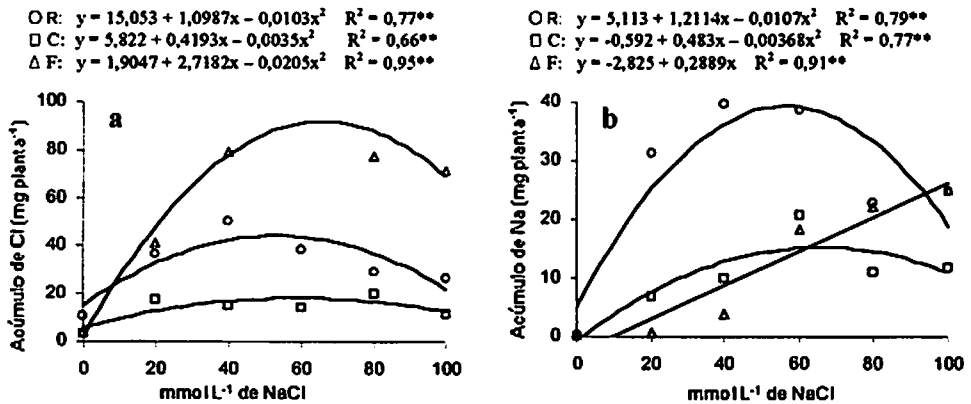 O R: y = 15,053 + 1,0987x – 0,0103x² R² = 0,77**
□ C: y = 5,822 + 0,4193x – 0,0035x² R² = 0,66**
Δ F: y = 1,9047 + 2,7182x – 0,0205x² R² = 0,95**
O R: y = 5,113 + 1,2114x – 0,0107x² R² = 0,79**
□ C: y = -0,592 + 0,483x – 0,00368x² R² = 0,77**
Δ F: y = -2,825 + 0,2889x R² = 0,91**
a
Acúmulo de Cl (mg planta⁻¹)
100
80
60
40
20
0
0 20 40 60 80 100
mmol L⁻¹ de NaCl
b
Acúmulo de Na (mg planta⁻¹)
40
30
20
10
0
0 20 40 60 80 100
mmol L⁻¹ de NaCl